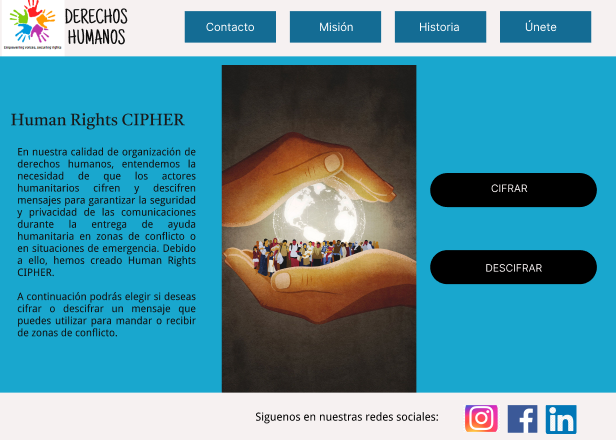 DERECHOS
HUMANOS
Empowering voices, securing rights
Contacto
Misión
Historia
Únete
Human Rights CIPHER
En nuestra calidad de organización de
derechos humanos, entendemos la
necesidad de que los actores
humanitarios cifren y descifren
mensajes para garantizar la seguridad
y privacidad de las comunicaciones
durante la entrega de ayuda
humanitaria en zonas de conflicto o
en situaciones de emergencia. Debido
a ello, hemos creado Human Rights
CIPHER.
A continuación podrás elegir si deseas
cifrar o descifrar un mensaje que
puedes utilizar para mandar o recibir
de zonas de conflicto.
CIFRAR
DESCIFRAR
Siguenos en nuestras redes sociales: